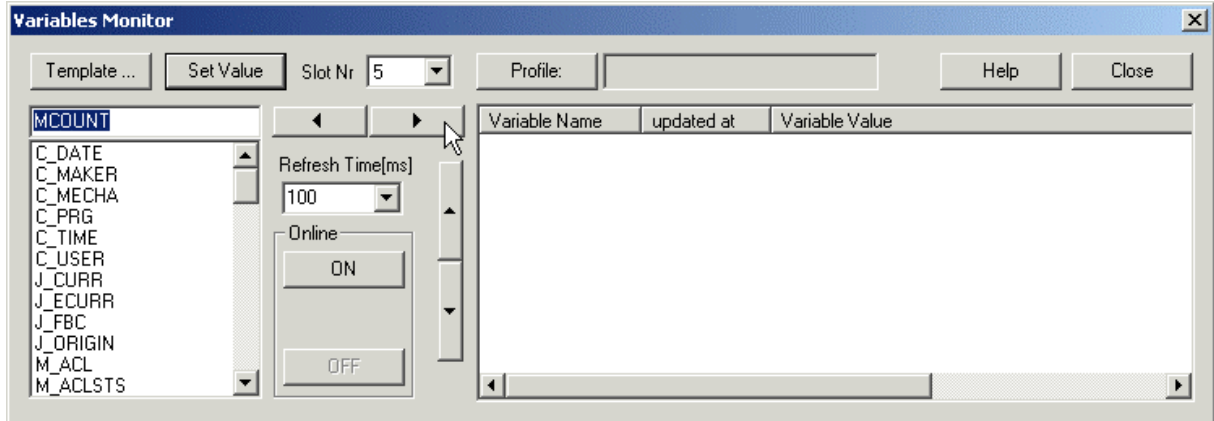 Variables Monitor
Template ... Set Value Slot Nr 5 Profile: Help Close
MCOUNT
C_DATE
C_MAKER
C_MECHA
C_PRG
C_TIME
C_USER
J_CURR
J_ECURR
J_FBC
J_ORIGIN
M_ACL
M_ACLSTS
Refresh Time[ms]
100
Online
ON
OFF
Variable Name updated at Variable Value